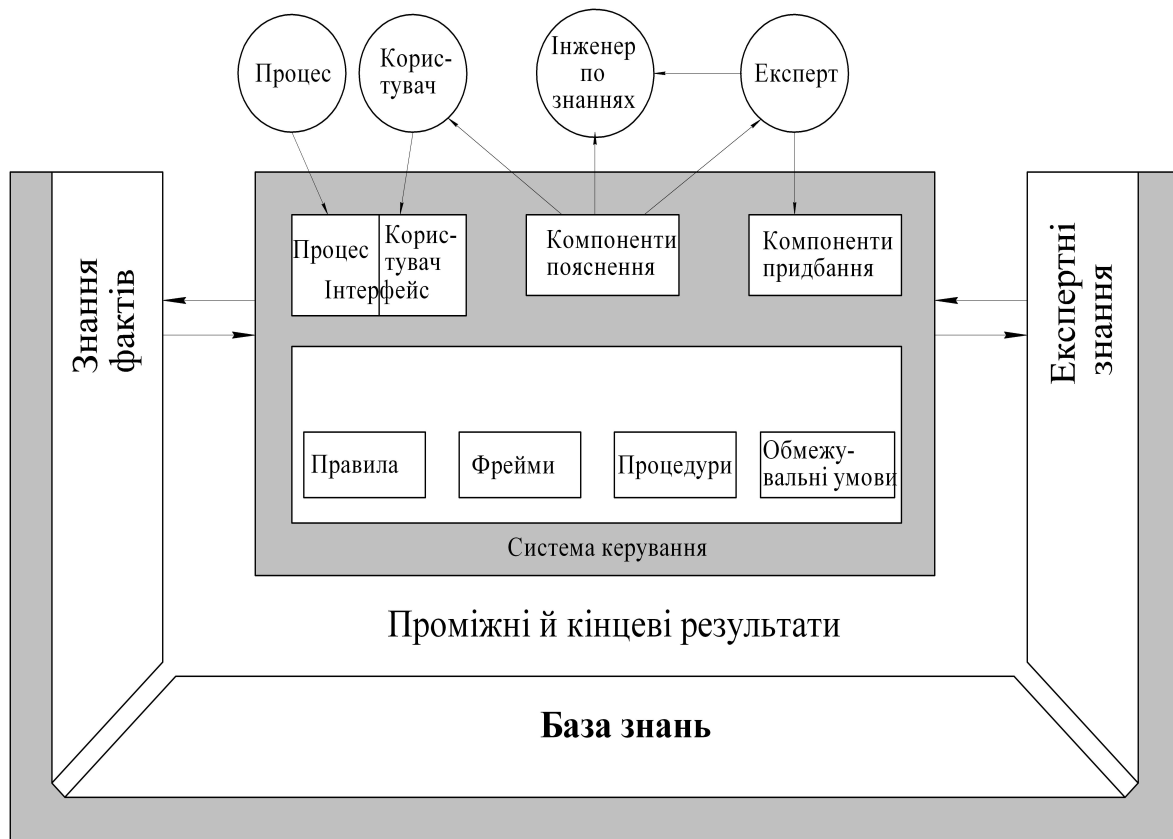 Процес
Корис-
тувач
Інженер
по
знаннях
Експерт
Знання
фактів
Процес
Корис-
тувач
Інтерфейс
Компоненти
пояснення
Компоненти
придбання
Експертні
знання
Правила
Фрейми
Процедури
Обмежу-
вальні умови
Система керування
Проміжні й кінцеві результати
База знань